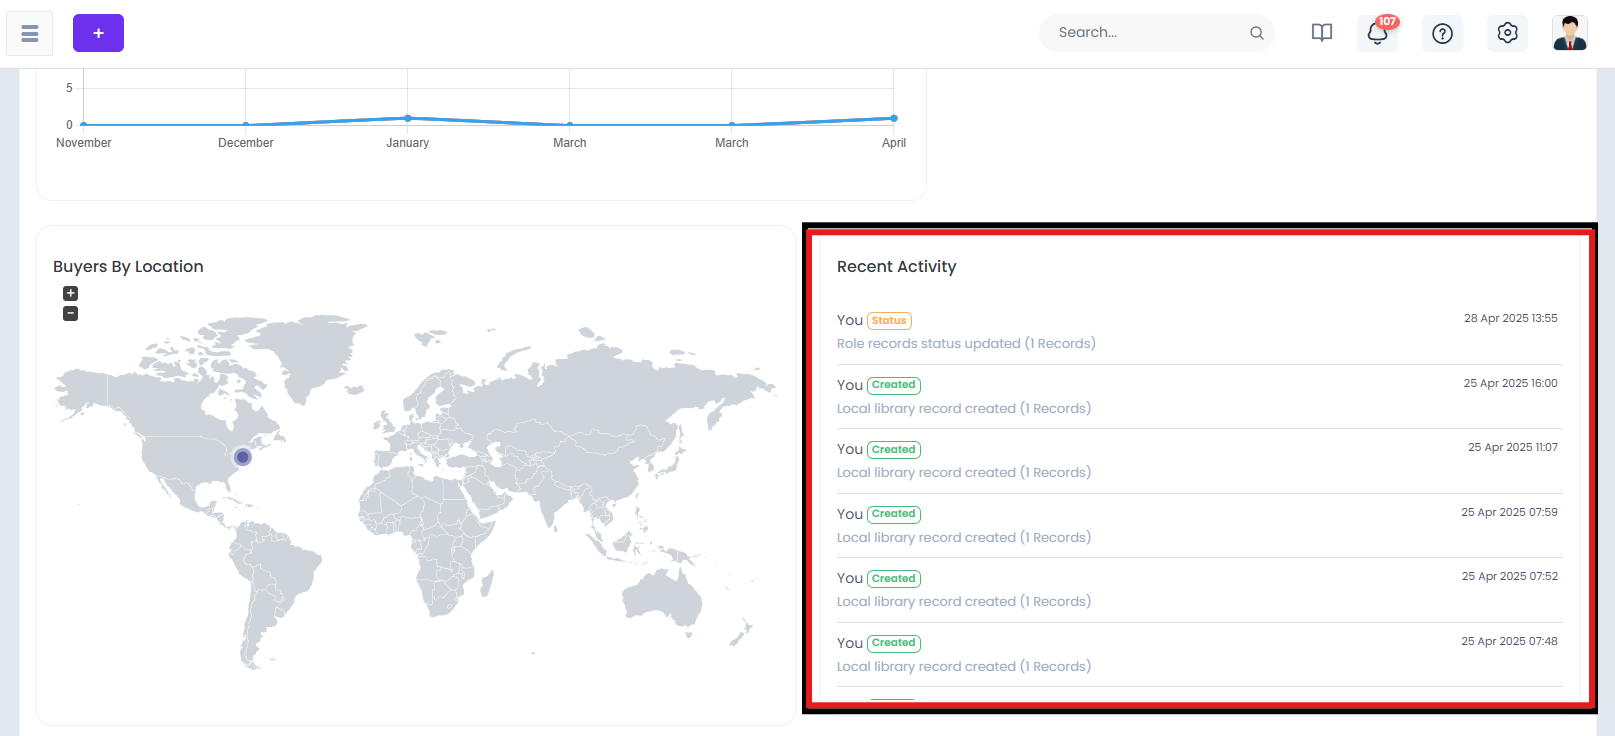 +
Search...
107
5
0
November December January March March April
Buyers By Location
+
−
Recent Activity
You Status 28 Apr 2025 13:55
Role records status updated (1 Records)
You Created 25 Apr 2025 16:00
Local library record created (1 Records)
You Created 25 Apr 2025 11:07
Local library record created (1 Records)
You Created 25 Apr 2025 07:59
Local library record created (1 Records)
You Created 25 Apr 2025 07:52
Local library record created (1 Records)
You Created 25 Apr 2025 07:48
Local library record created (1 Records)